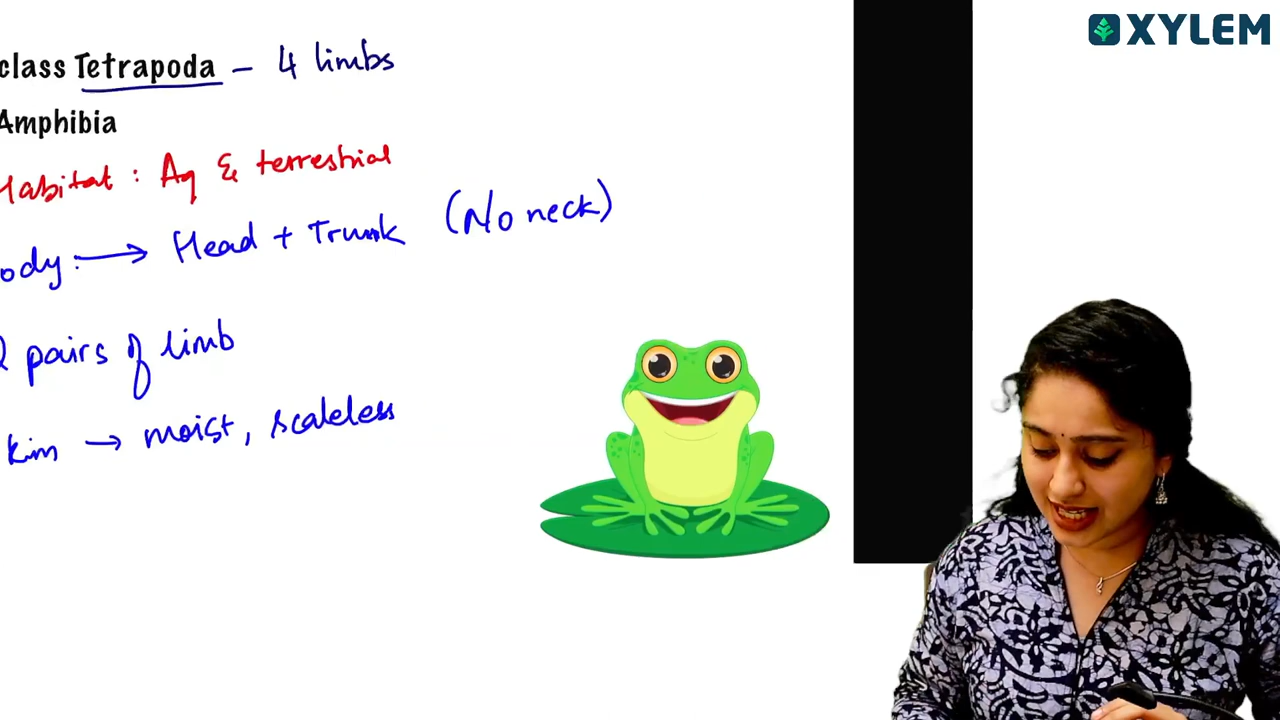 XYLEM
class Tetrapoda – 4 limbs
Amphibia
Habitat : Aq & terrestrial
ody : → Head + Trunk (No neck)
2 pairs of limb
kin → moist, scaleless